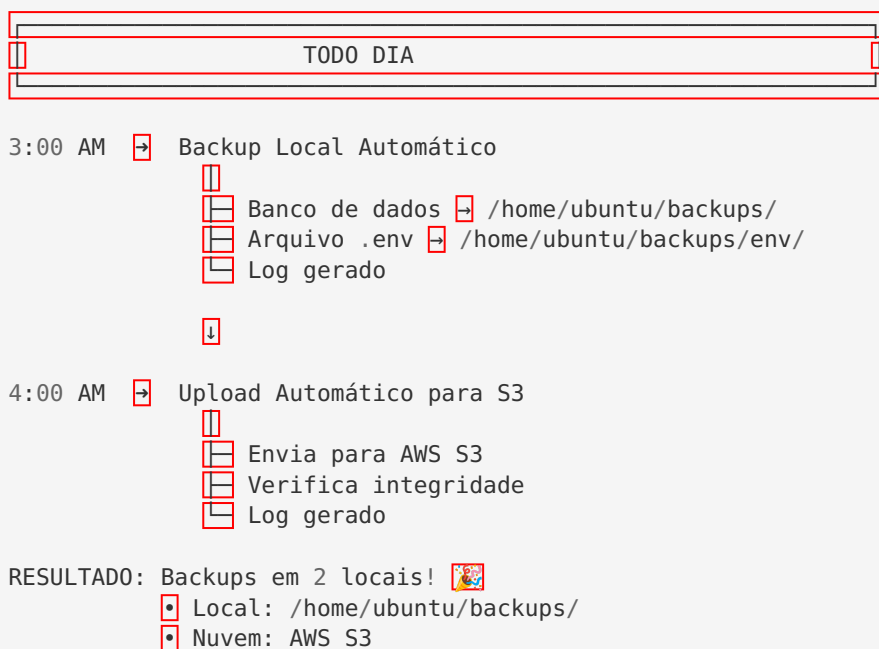 ┌──────────────────────────────────────────────────────────────┐
│                     TODO DIA                                 │
└──────────────────────────────────────────────────────────────┘
3:00 AM  →  Backup Local Automático
              │
              ├─ Banco de dados → /home/ubuntu/backups/
              ├─ Arquivo .env → /home/ubuntu/backups/env/
              └─ Log gerado
              ↓
4:00 AM  →  Upload Automático para S3
              │
              ├─ Envia para AWS S3
              ├─ Verifica integridade
              └─ Log gerado
RESULTADO: Backups em 2 locais! 🎉
           • Local: /home/ubuntu/backups/
           • Nuvem: AWS S3